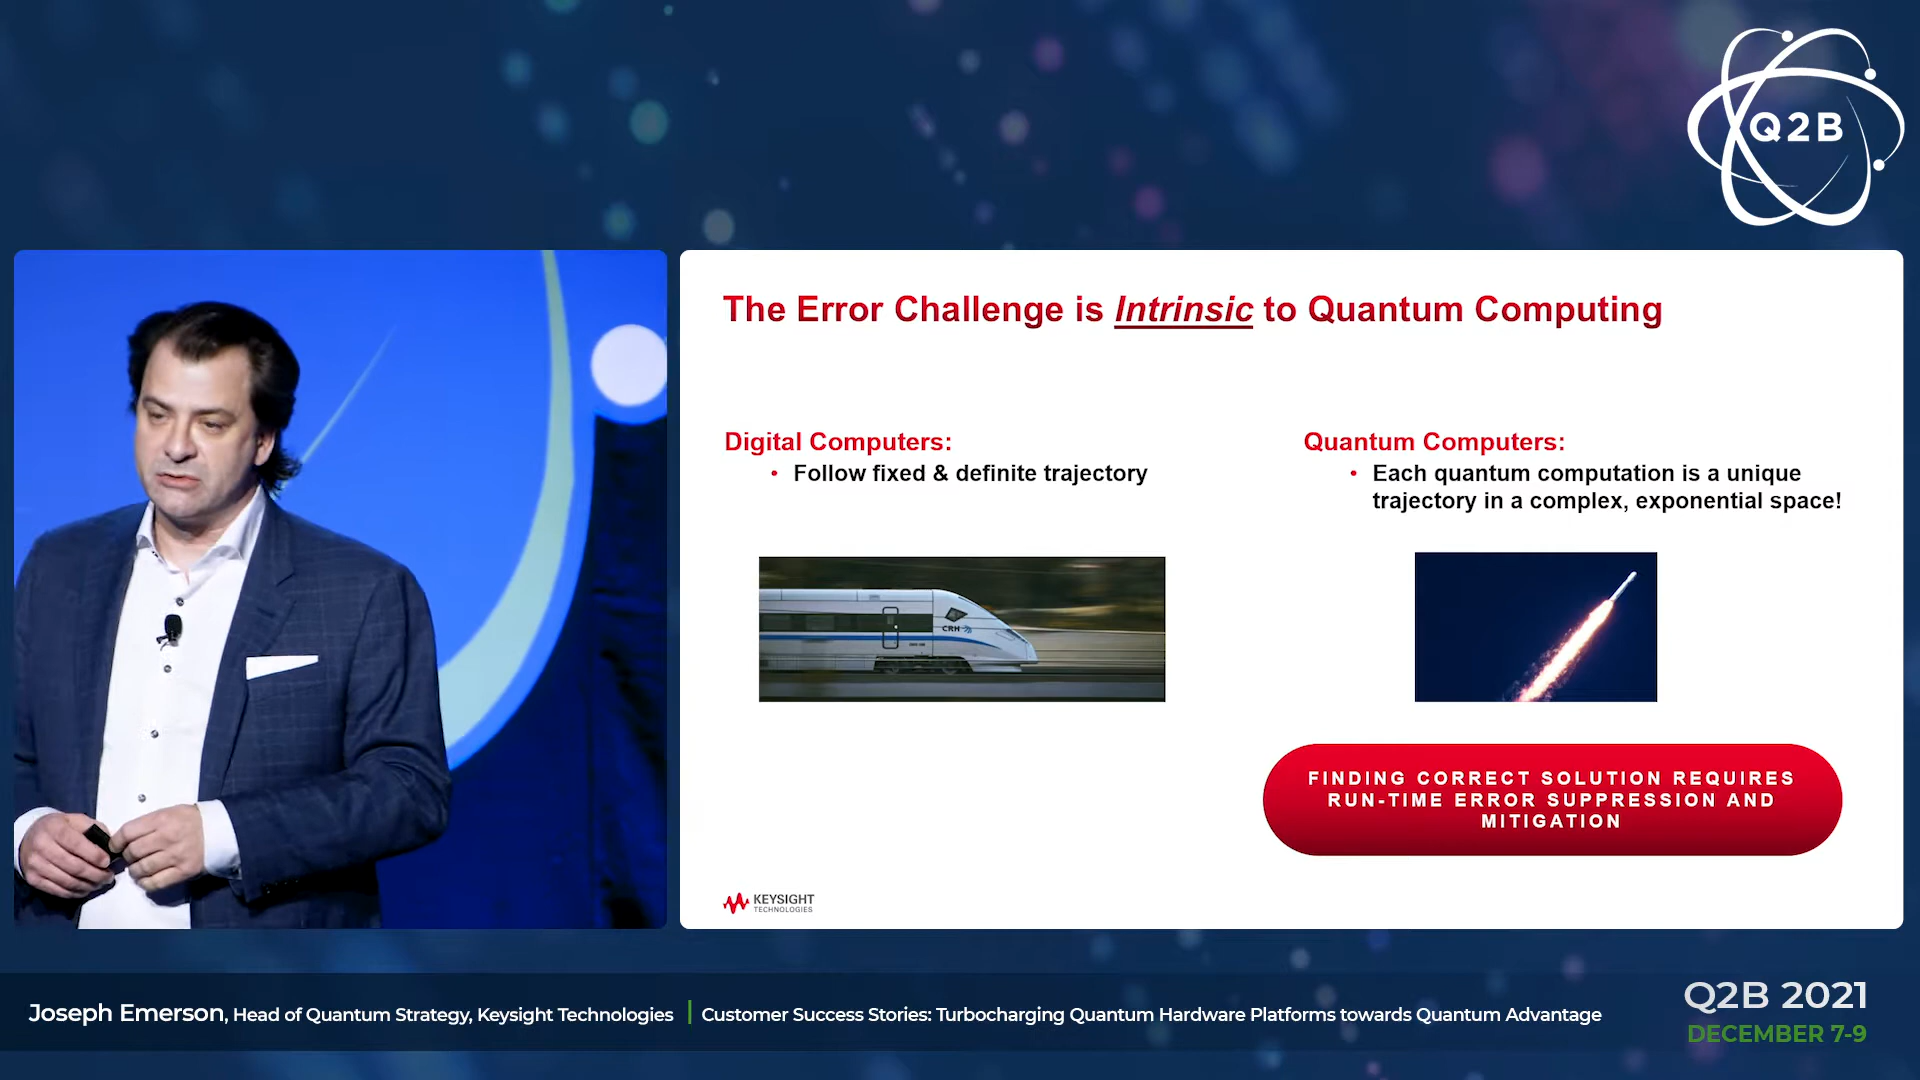 Q2B
The Error Challenge is Intrinsic to Quantum Computing
Digital Computers:
• Follow fixed & definite trajectory
Quantum Computers:
• Each quantum computation is a unique
trajectory in a complex, exponential space!
CRH
FINDING CORRECT SOLUTION REQUIRES
RUN-TIME ERROR SUPPRESSION AND
MITIGATION
KEYSIGHT
TECHNOLOGIES
Joseph Emerson, Head of Quantum Strategy, Keysight Technologies | Customer Success Stories: Turbocharging Quantum Hardware Platforms towards Quantum Advantage
Q2B 2021
DECEMBER 7-9